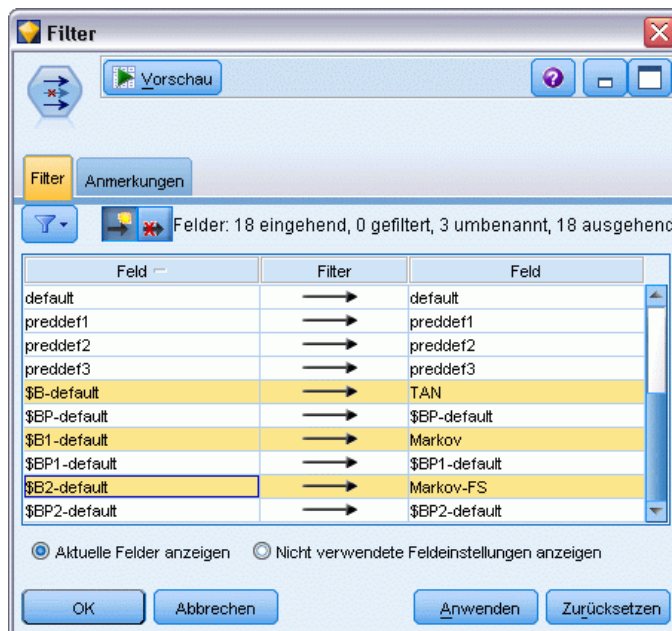 Filter
Vorschau
Filter
Anmerkungen
Felder: 18 eingehend, 0 gefiltert, 3 umbenannt, 18 ausgehend
Feld Filter Feld
default default
preddef1 preddef1
preddef2 preddef2
preddef3 preddef3
$B-default TAN
$BP-default $BP-default
$B1-default Markov
$BP1-default $BP1-default
$B2-default Markov-FS
$BP2-default $BP2-default
Aktuelle Felder anzeigen Nicht verwendete Feldeinstellungen anzeigen
OK Abbrechen Anwenden Zurücksetzen